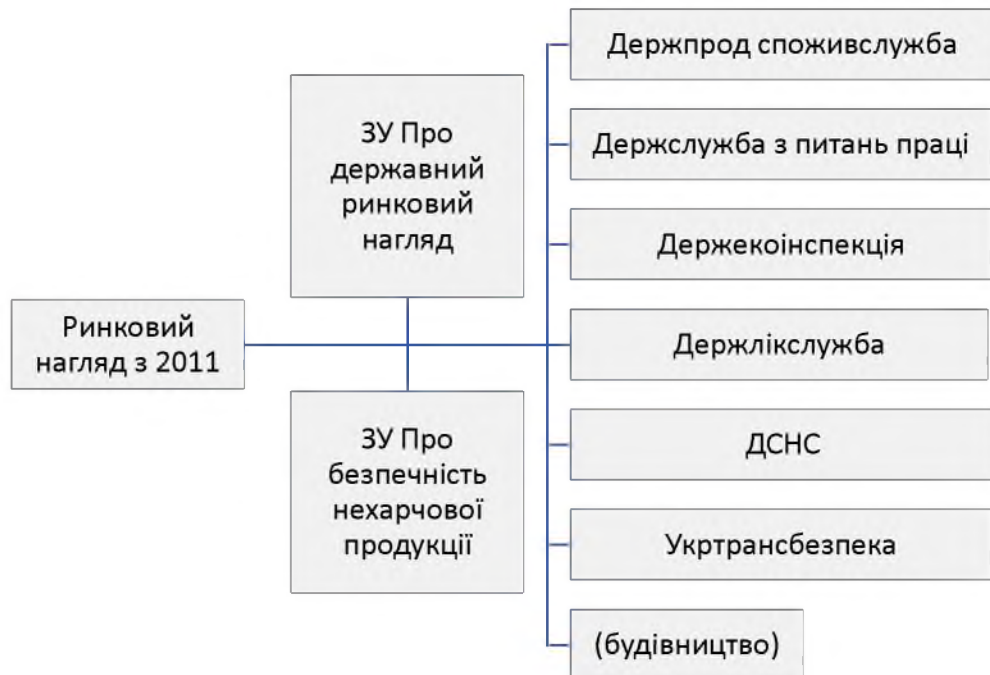 Ринковий
нагляд з 2011
ЗУ Про
державний
ринковий
нагляд
ЗУ Про
безпечність
нехарчової
продукції
Держпрод споживслужба
Держслужба з питань праці
Держекоінспекція
Держлікслужба
ДСНС
Укртрансбезпека
(будівництво)